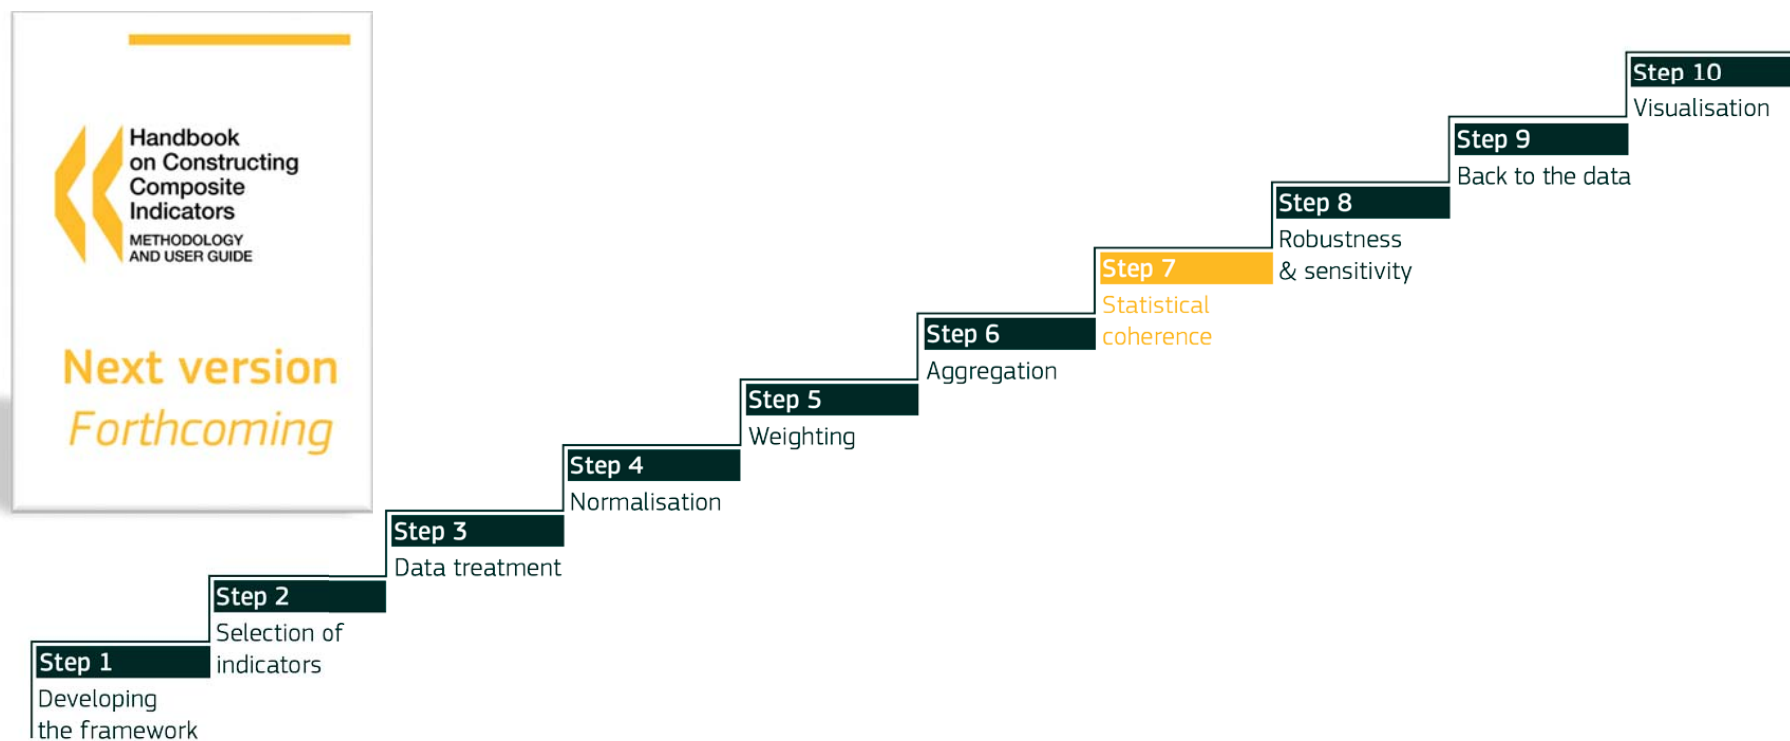 Handbook
on Constructing
Composite
Indicators
METHODOLOGY
AND USER GUIDE
Next version
Forthcoming
Step 1
Developing
the framework
Step 2
Selection of
indicators
Step 3
Data treatment
Step 4
Normalisation
Step 5
Weighting
Step 6
Aggregation
Step 7
Statistical
coherence
Step 8
Robustness
& sensitivity
Step 9
Back to the data
Step 10
Visualisation